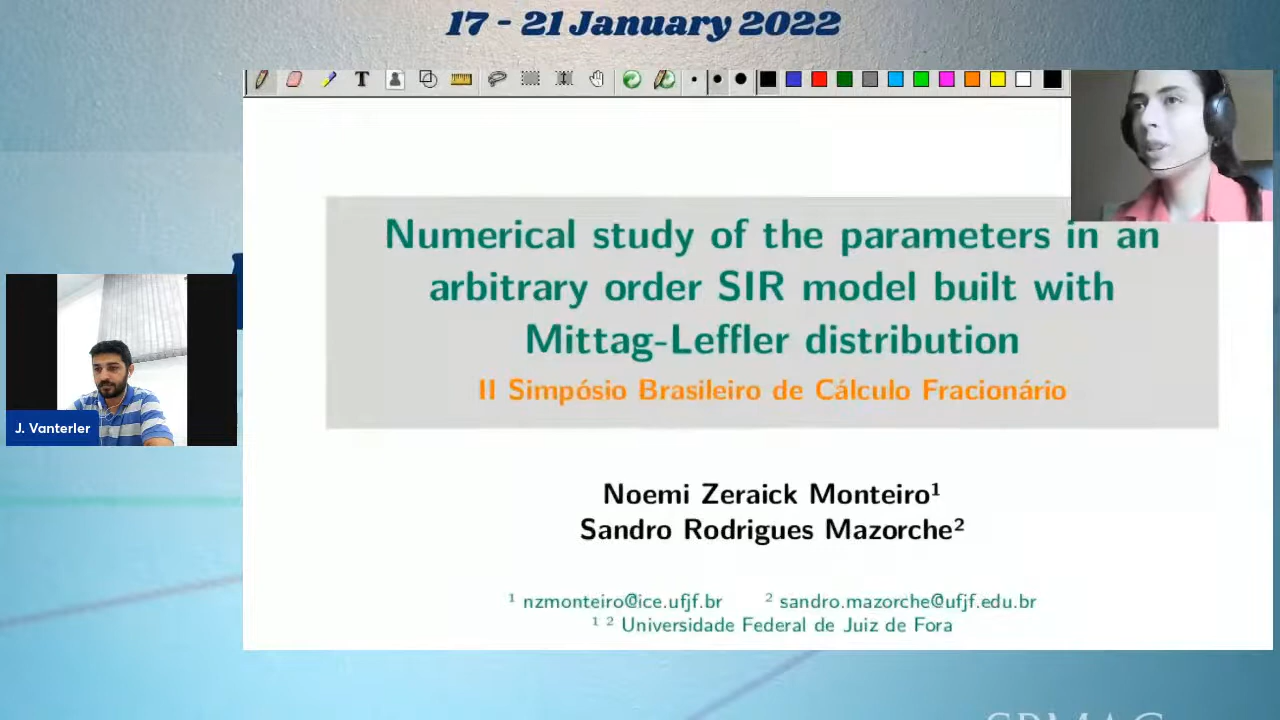 17 - 21 January 2022
T
Numerical study of the parameters in an
arbitrary order SIR model built with
Mittag-Leffler distribution
II Simpósio Brasileiro de Cálculo Fracionário
J. Vanterler
Noemi Zeraick Monteiro¹
Sandro Rodrigues Mazorche²
¹ nzmonteiro@ice.ufjf.br ² sandro.mazorche@ufjf.edu.br
¹ ² Universidade Federal de Juiz de Fora